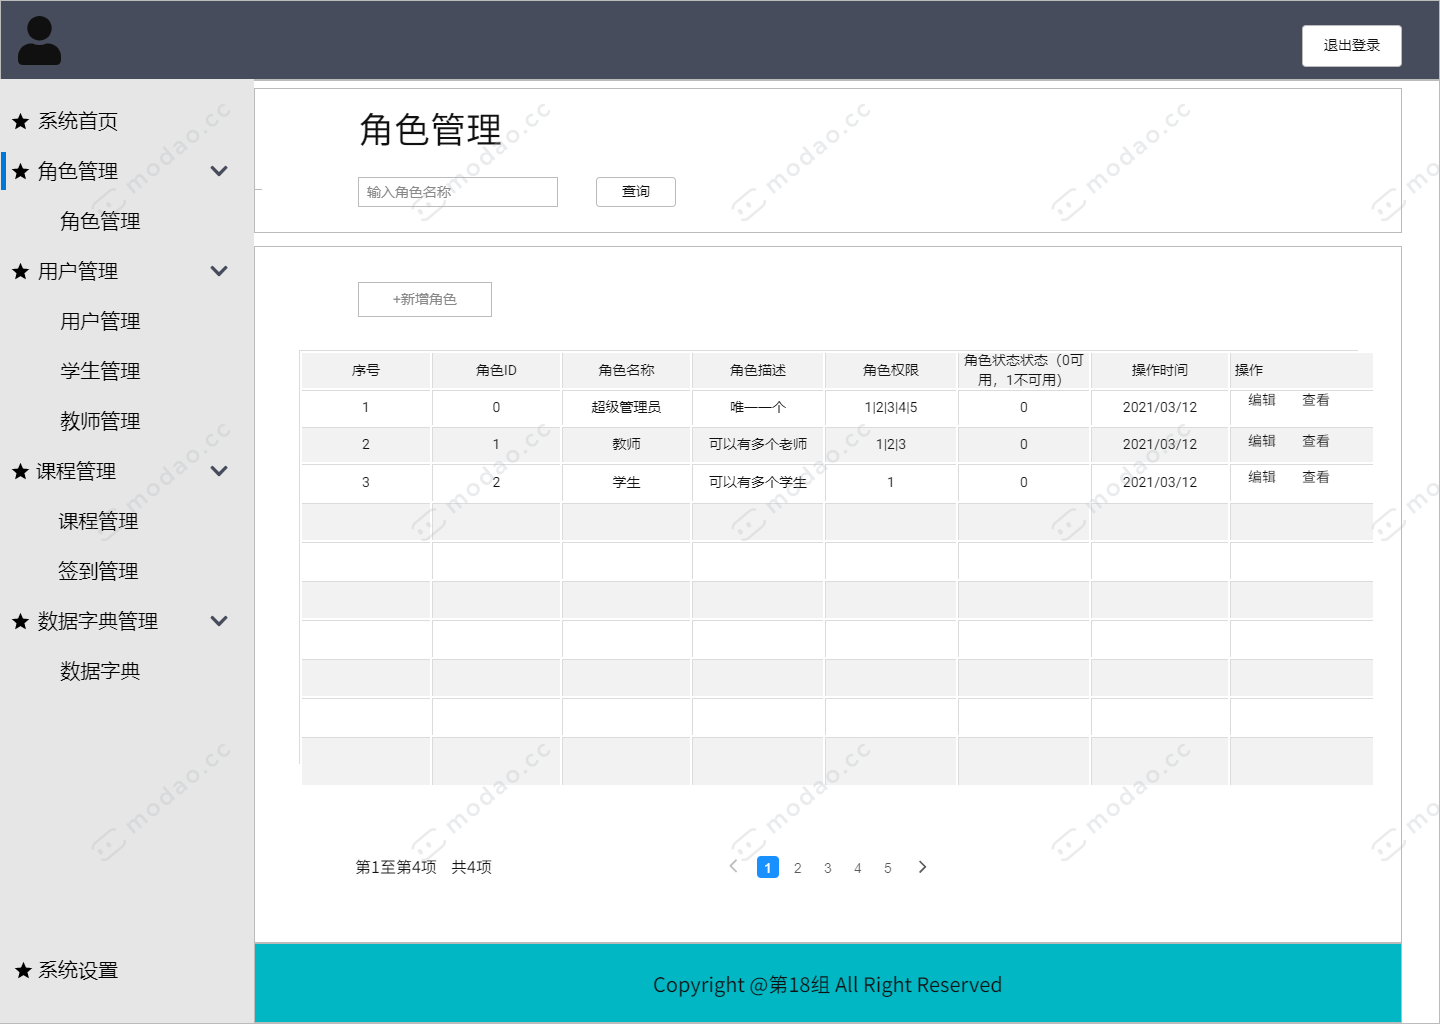 退出登录
系统首页
角色管理
角色管理
用户管理
用户管理
学生管理
教师管理
课程管理
课程管理
签到管理
数据字典管理
数据字典
系统设置
角色管理
输入角色名称
查询
+新增角色
序号 角色ID 角色名称 角色描述 角色权限 角色状态状态（0可用，1不可用） 操作时间 操作
1 0 超级管理员 唯一一个 1|2|3|4|5 0 2021/03/12 编辑 查看
2 1 教师 可以有多个老师 1|2|3 0 2021/03/12 编辑 查看
3 2 学生 可以有多个学生 1 0 2021/03/12 编辑 查看
第1至第4项 共4项
1 2 3 4 5
Copyright @第18组 All Right Reserved
modao.cc